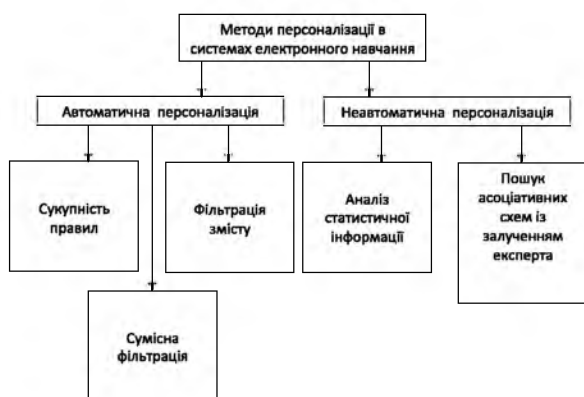 Методи персоналізації в
системах електронного навчання
Автоматична персоналізація
Неавтоматична персоналізація
Сукупність
правил
Фільтрація
змісту
Аналіз
статистичної
інформації
Пошук
асоціативних
схем із
залученням
експерта
Сумісна
фільтрація